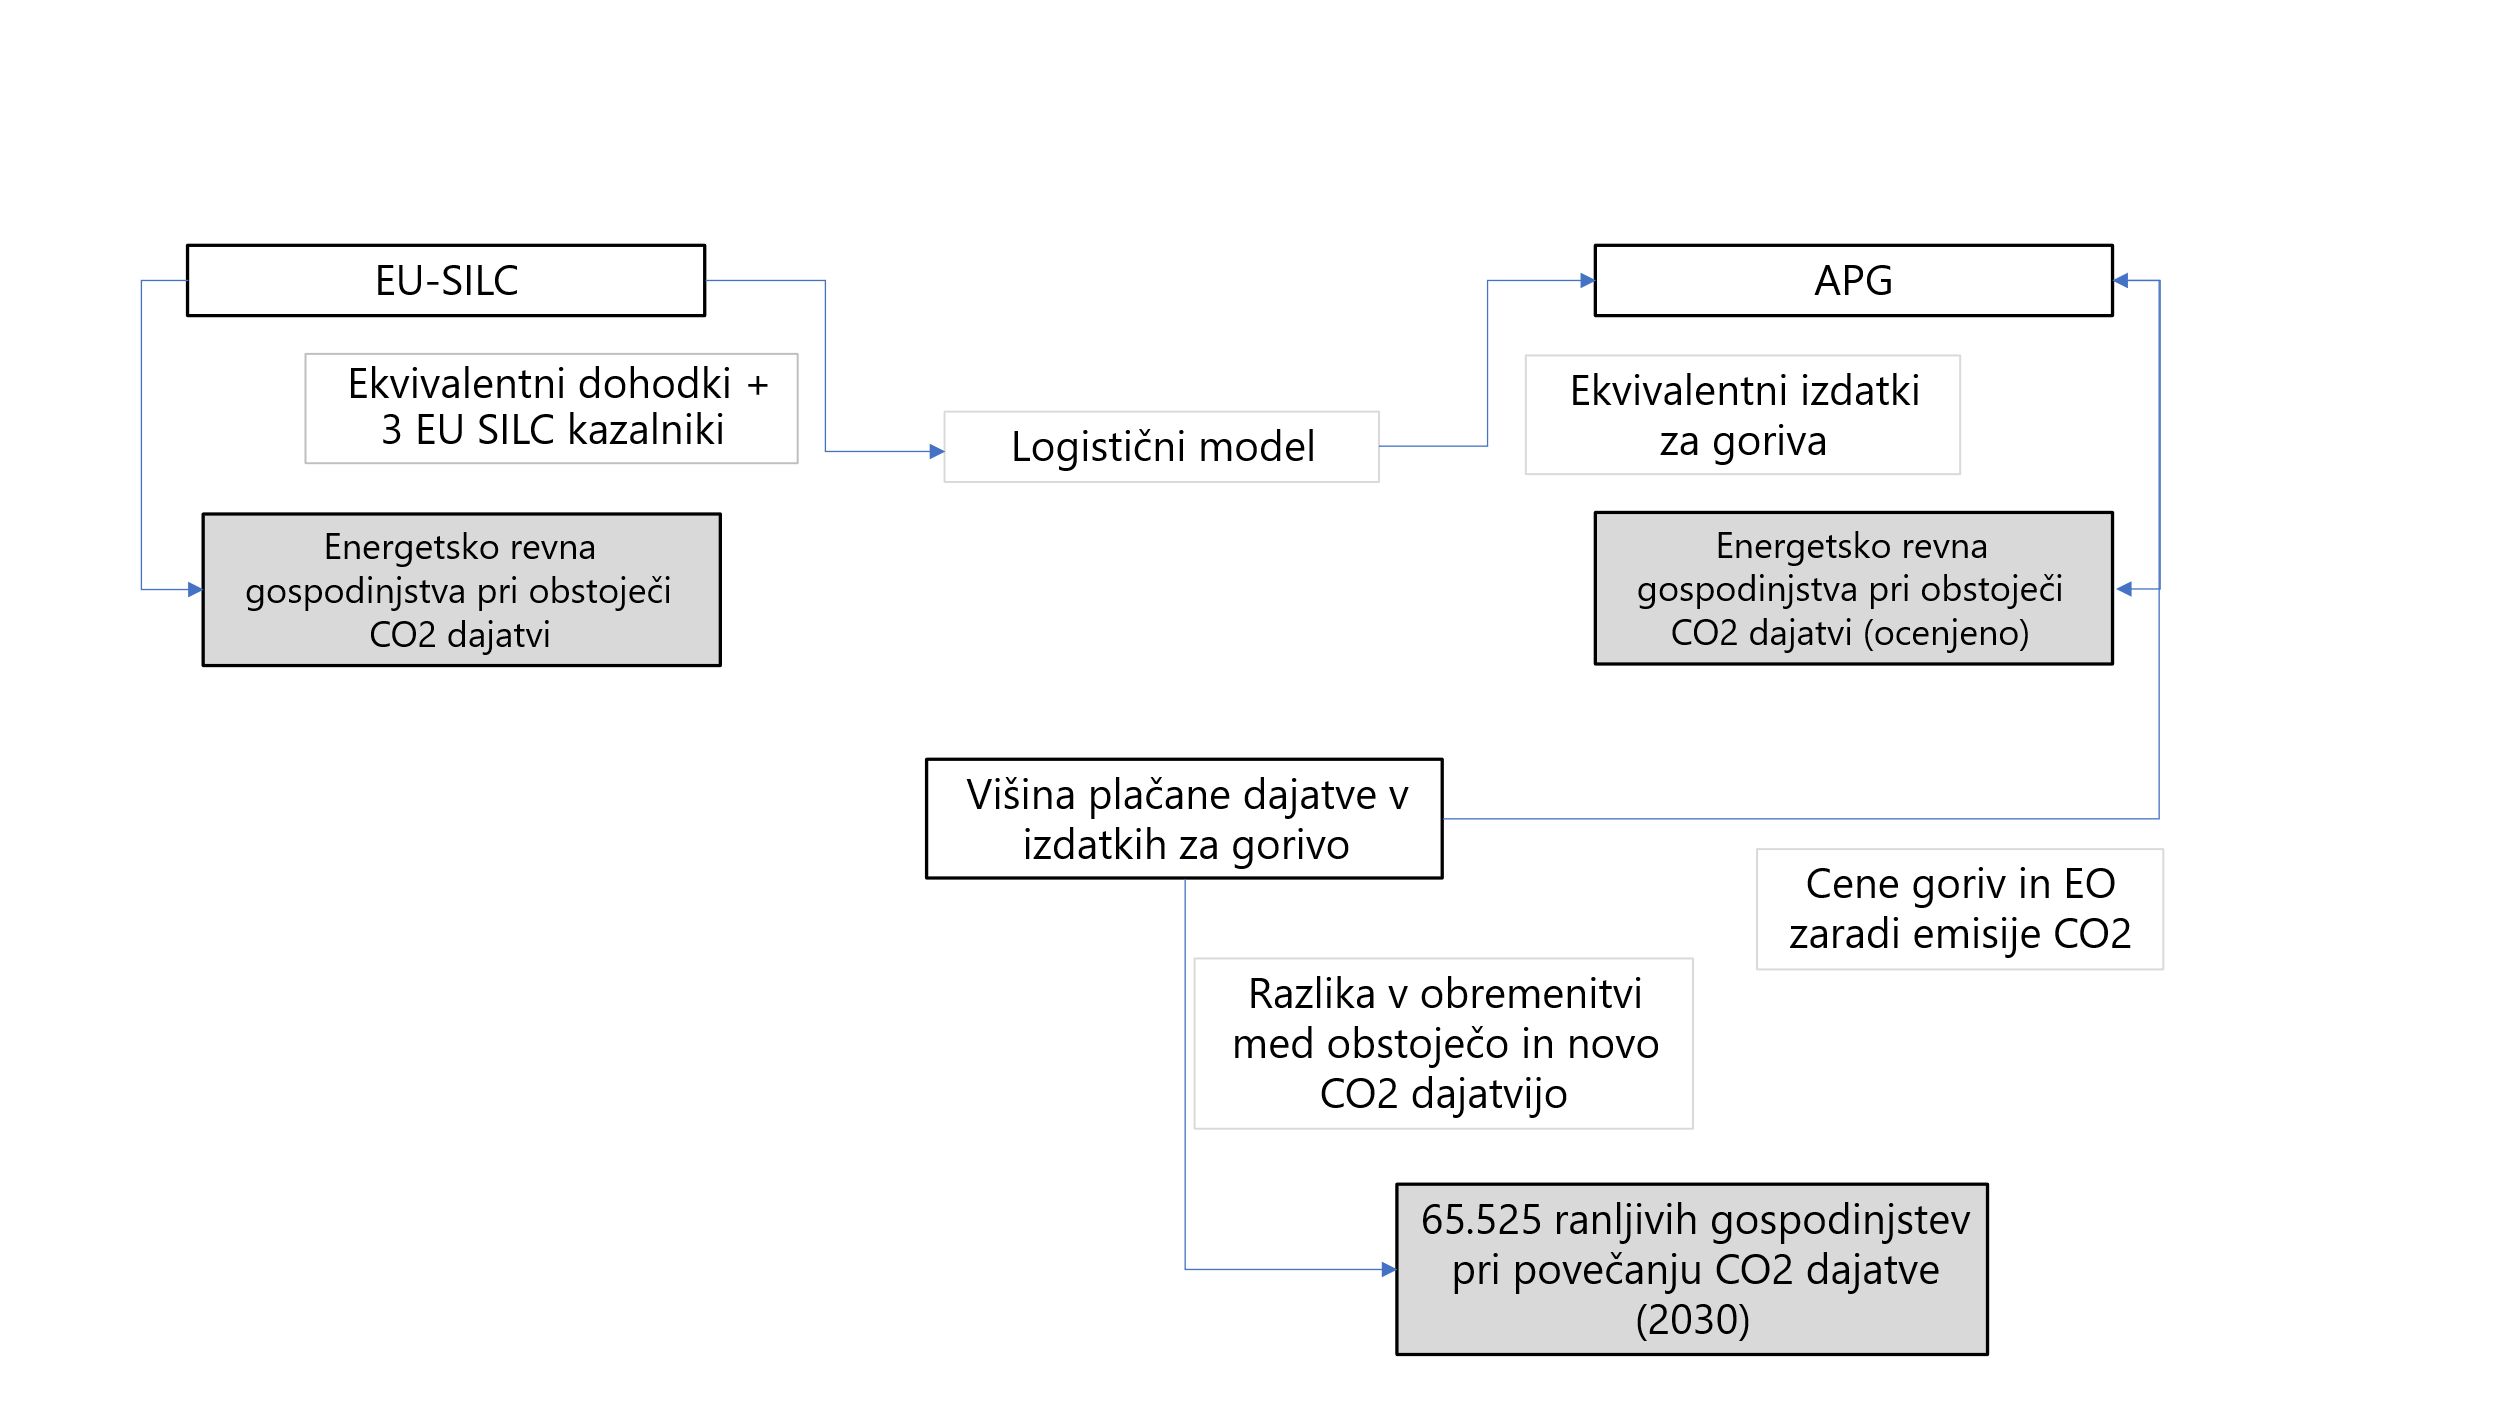 EU-SILC
APG
Ekvivalentni dohodki +
3 EU SILC kazalniki
Logistični model
Ekvivalentni izdatki
za goriva
Energetsko revna
gospodinjstva pri obstoječi
CO2 dajatvi
Energetsko revna
gospodinjstva pri obstoječi
CO2 dajatvi (ocenjeno)
Višina plačane dajatve v
izdatkih za gorivo
Cene goriv in EO
zaradi emisije CO2
Razlika v obremenitvi
med obstoječo in novo
CO2 dajatvijo
65.525 ranljivih gospodinjstev
pri povečanju CO2 dajatve
(2030)